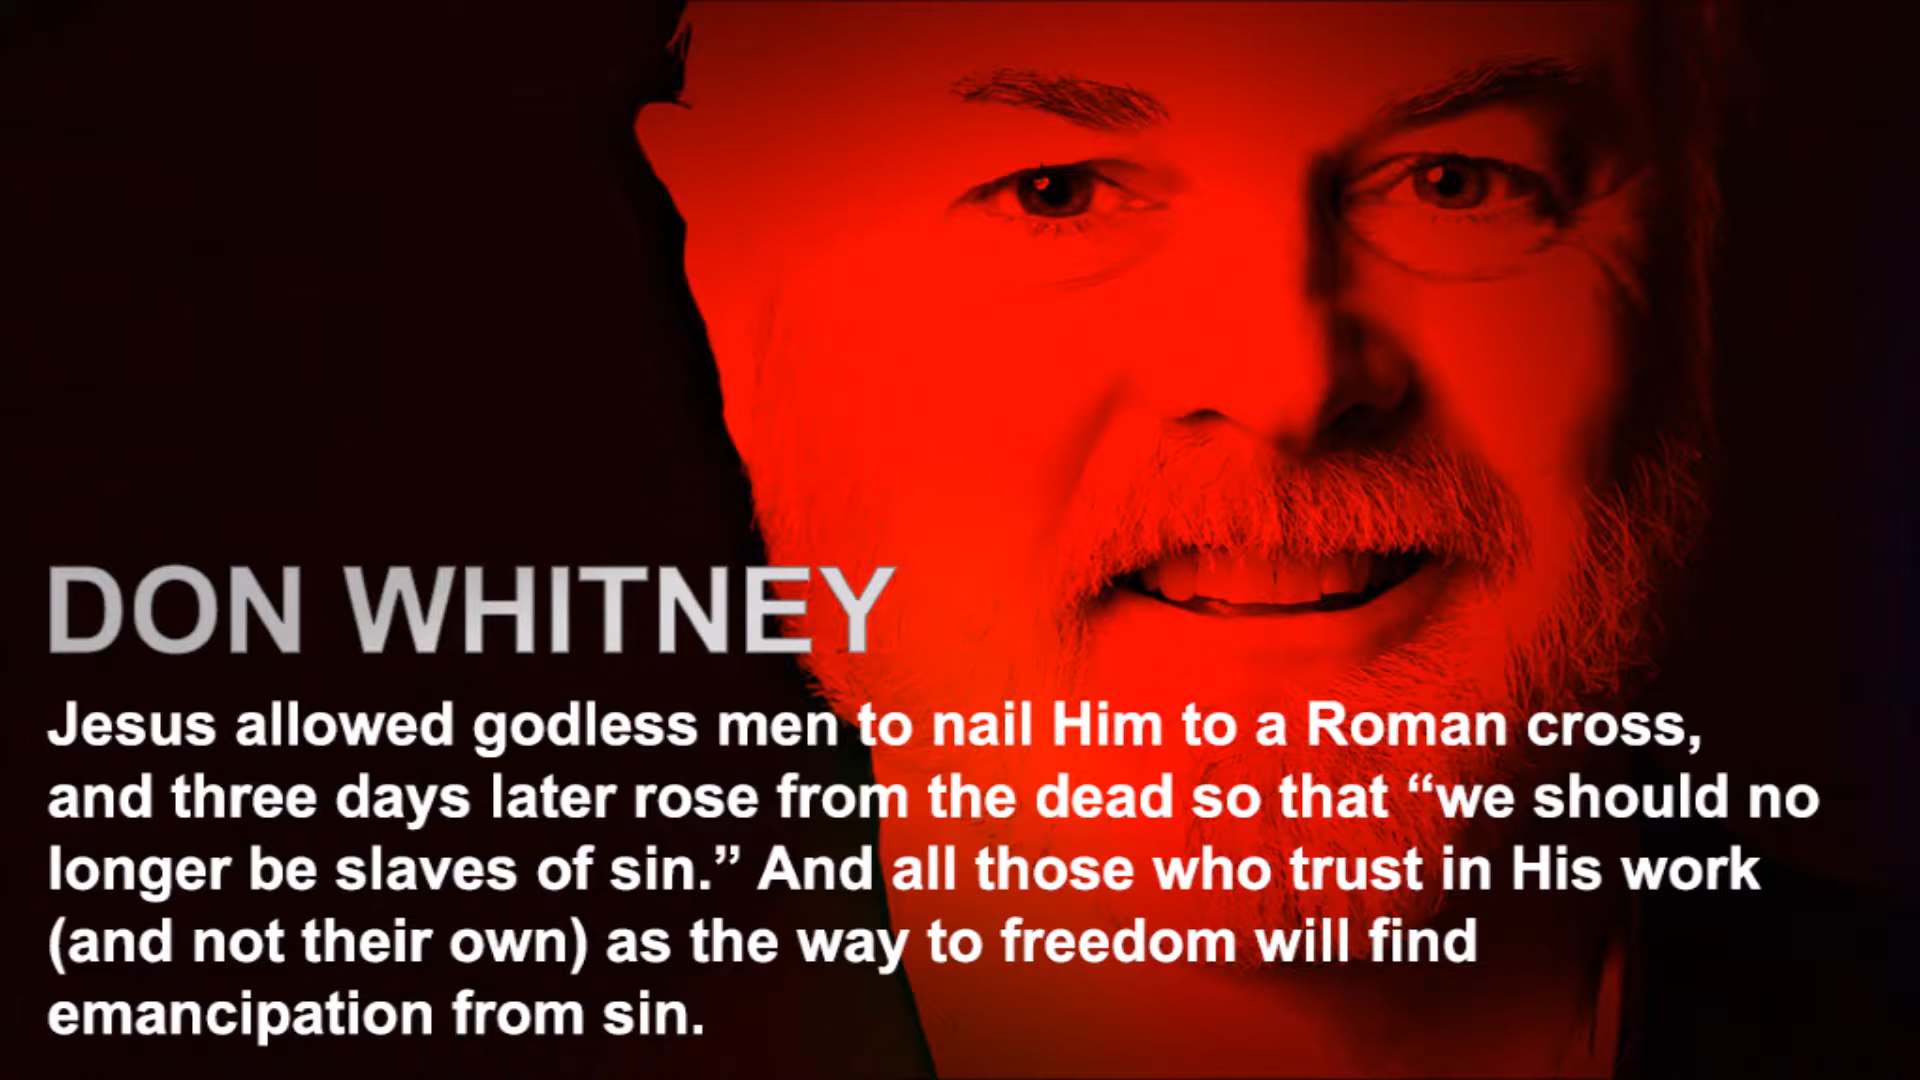 DON WHITNEY
Jesus allowed godless men to nail Him to a Roman cross,
and three days later rose from the dead so that “we should no
longer be slaves of sin.” And all those who trust in His work
(and not their own) as the way to freedom will find
emancipation from sin.